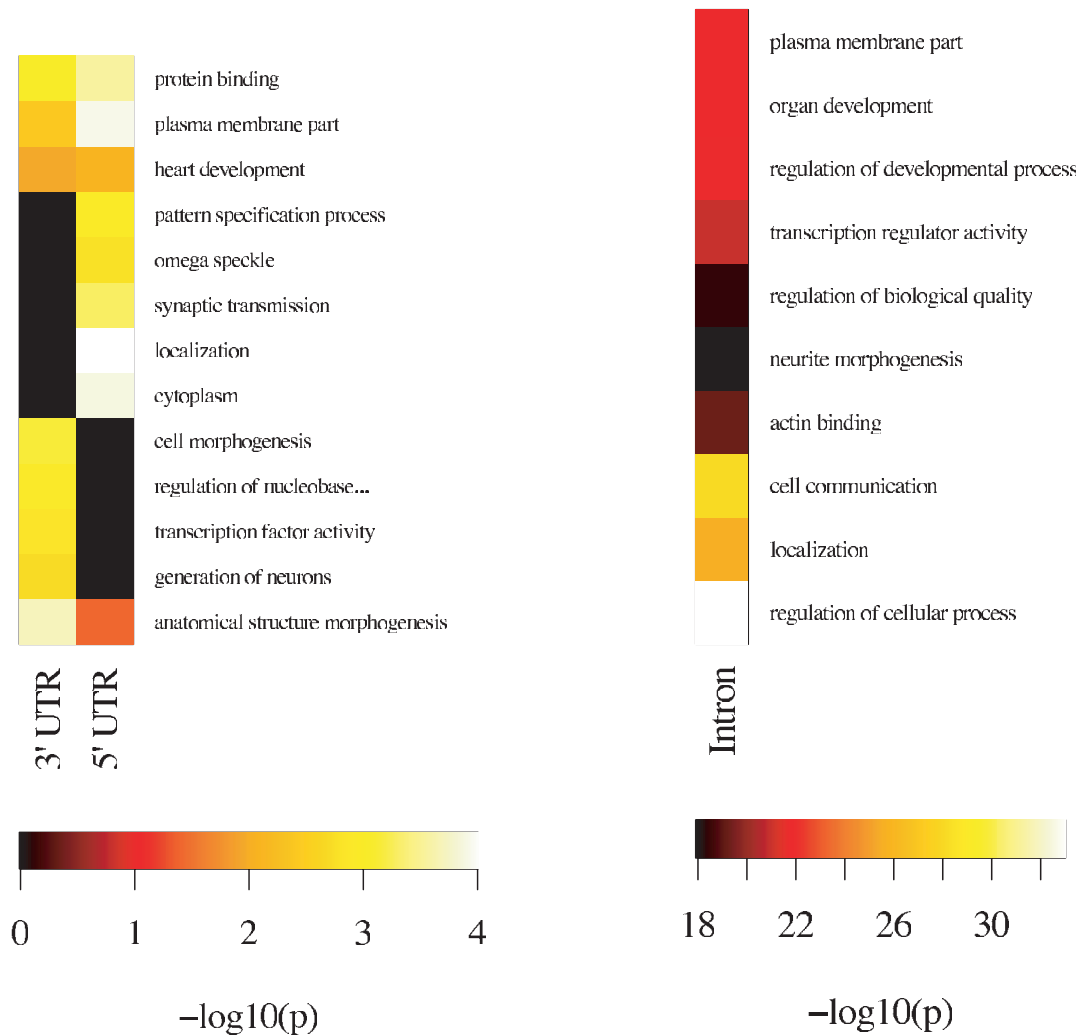 protein binding
plasma membrane part
heart development
pattern specification process
omega speckle
synaptic transmission
localization
cytoplasm
cell morphogenesis
regulation of nucleobase...
transcription factor activity
generation of neurons
anatomical structure morphogenesis
3' UTR
5' UTR
0 1 2 3 4
−log10(p)
plasma membrane part
organ development
regulation of developmental process
transcription regulator activity
regulation of biological quality
neurite morphogenesis
actin binding
cell communication
localization
regulation of cellular process
Intron
18 22 26 30
−log10(p)